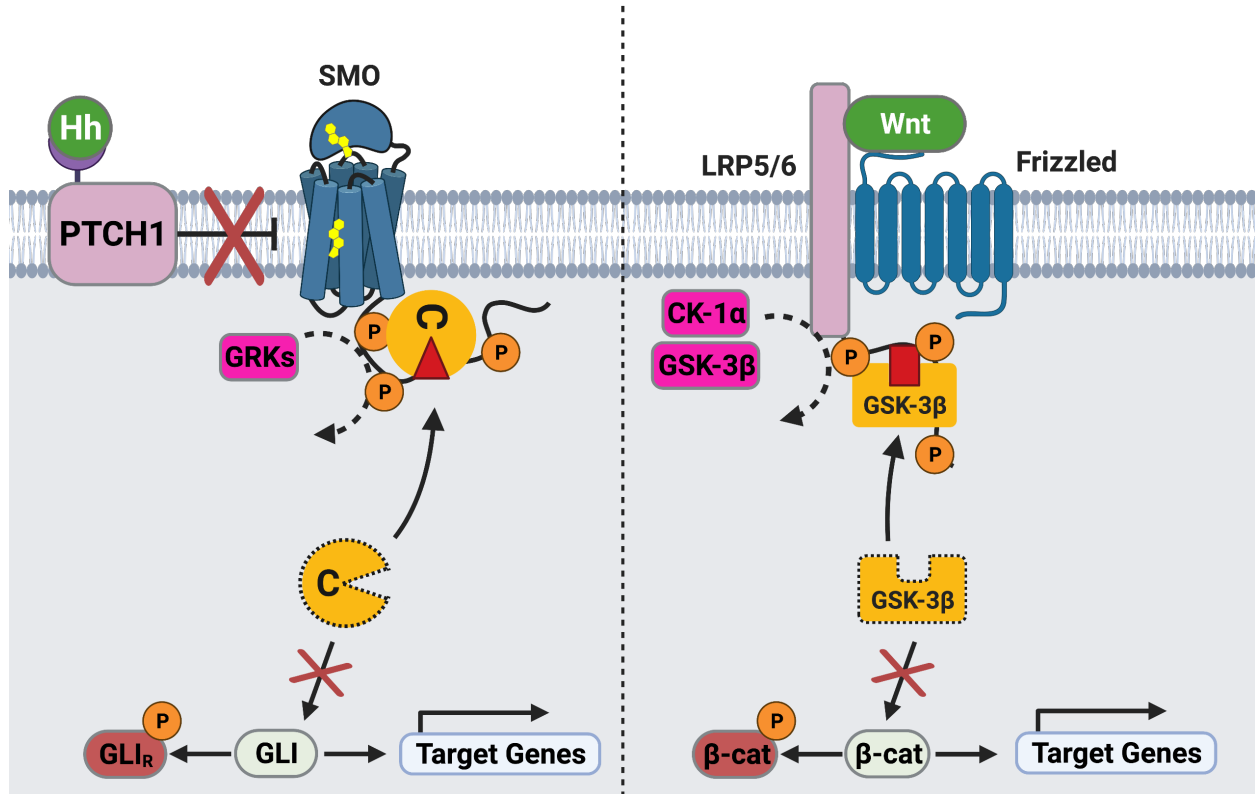 SMO
Hh
PTCH1
C
P
P
P
GRKs
C
P
GLIR
GLI
Target Genes
Wnt
LRP5/6
Frizzled
CK-1α
GSK-3β
P
P
GSK-3β
P
GSK-3β
P
β-cat
β-cat
Target Genes